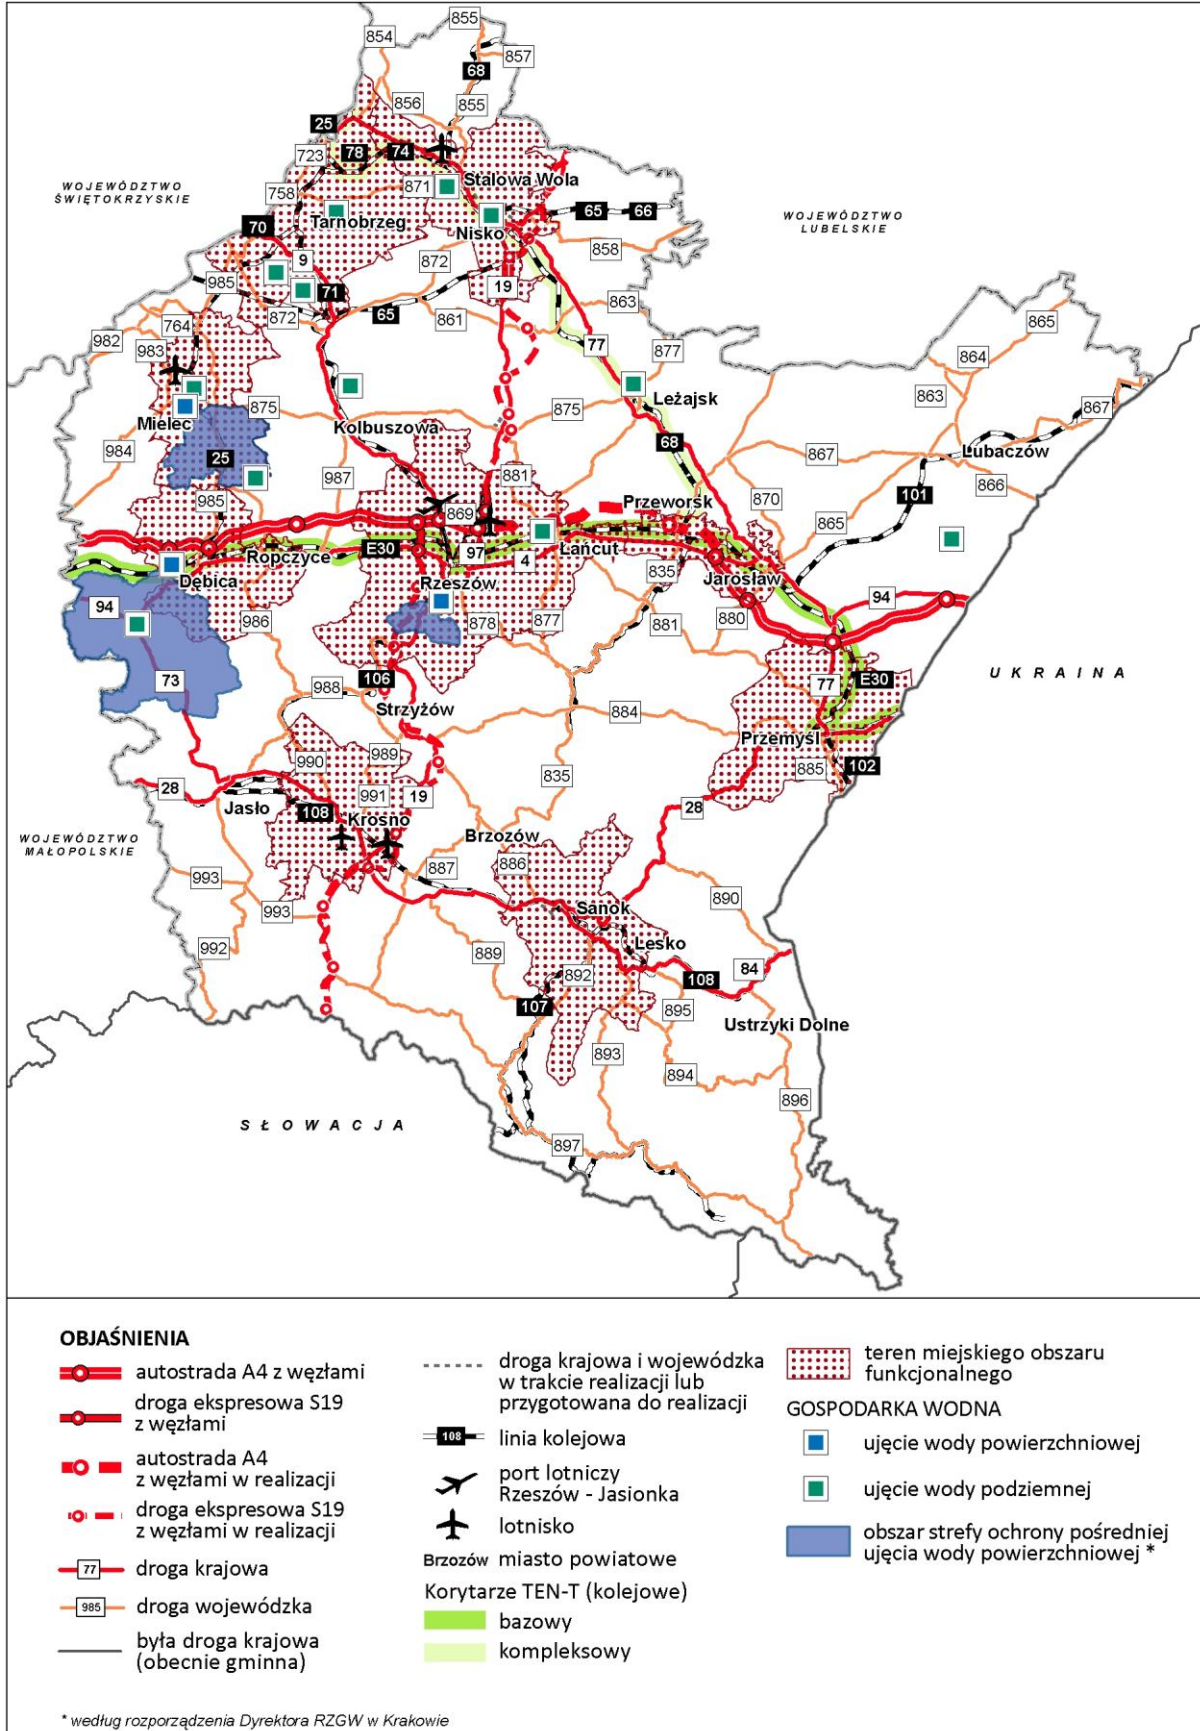 855
854
857
68
856
855
25
723
78
74
WOJEWÓDZTWO
ŚWIĘTOKRZYSKIE
758
871
Stalowa Wola
Tarnobrzeg
65
66
WOJEWÓDZTWO
LUBELSKIE
70
Nisko
858
9
872
985
71
19
863
865
872
65
861
764
982
983
77
877
864
863
867
875
875
Leżajsk
Mielec
Kolbuszowa
984
68
867
Lubaczów
25
987
881
866
101
985
869
Przeworsk
870
865
Ropczyce
E30
97
4
Łańcut
Dębica
Rzeszów
835
Jarosław
94
94
986
878
877
881
880
73
106
988
77
E30
UKRAINA
Strzyżów
884
Przemyśl
990
989
835
885
102
28
991
19
28
Jasło
108
Krosno
WOJEWÓDZTWO
MAŁOPOLSKIE
Brzozów
886
887
993
890
993
Sanok
992
889
Lesko
892
108
84
107
895
Ustrzyki Dolne
893
894
896
SŁOWACJA
897
OBJAŚNIENIA
autostrada A4 z węzłami
droga ekspresowa S19
z węzłami
autostrada A4
z węzłami w realizacji
droga ekspresowa S19
z węzłami w realizacji
77 droga krajowa
985 droga wojewódzka
była droga krajowa
(obecnie gminna)
droga krajowa i wojewódzka
w trakcie realizacji lub
przygotowana do realizacji
108 linia kolejowa
port lotniczy
Rzeszów - Jasionka
lotnisko
Brzozów miasto powiatowe
Korytarze TEN-T (kolejowe)
bazowy
kompleksowy
teren miejskiego obszaru
funkcjonalnego
GOSPODARKA WODNA
ujęcie wody powierzchniowej
ujęcie wody podziemnej
obszar strefy ochrony pośredniej
ujęcia wody powierzchniowej *
* według rozporządzenia Dyrektora RZGW w Krakowie